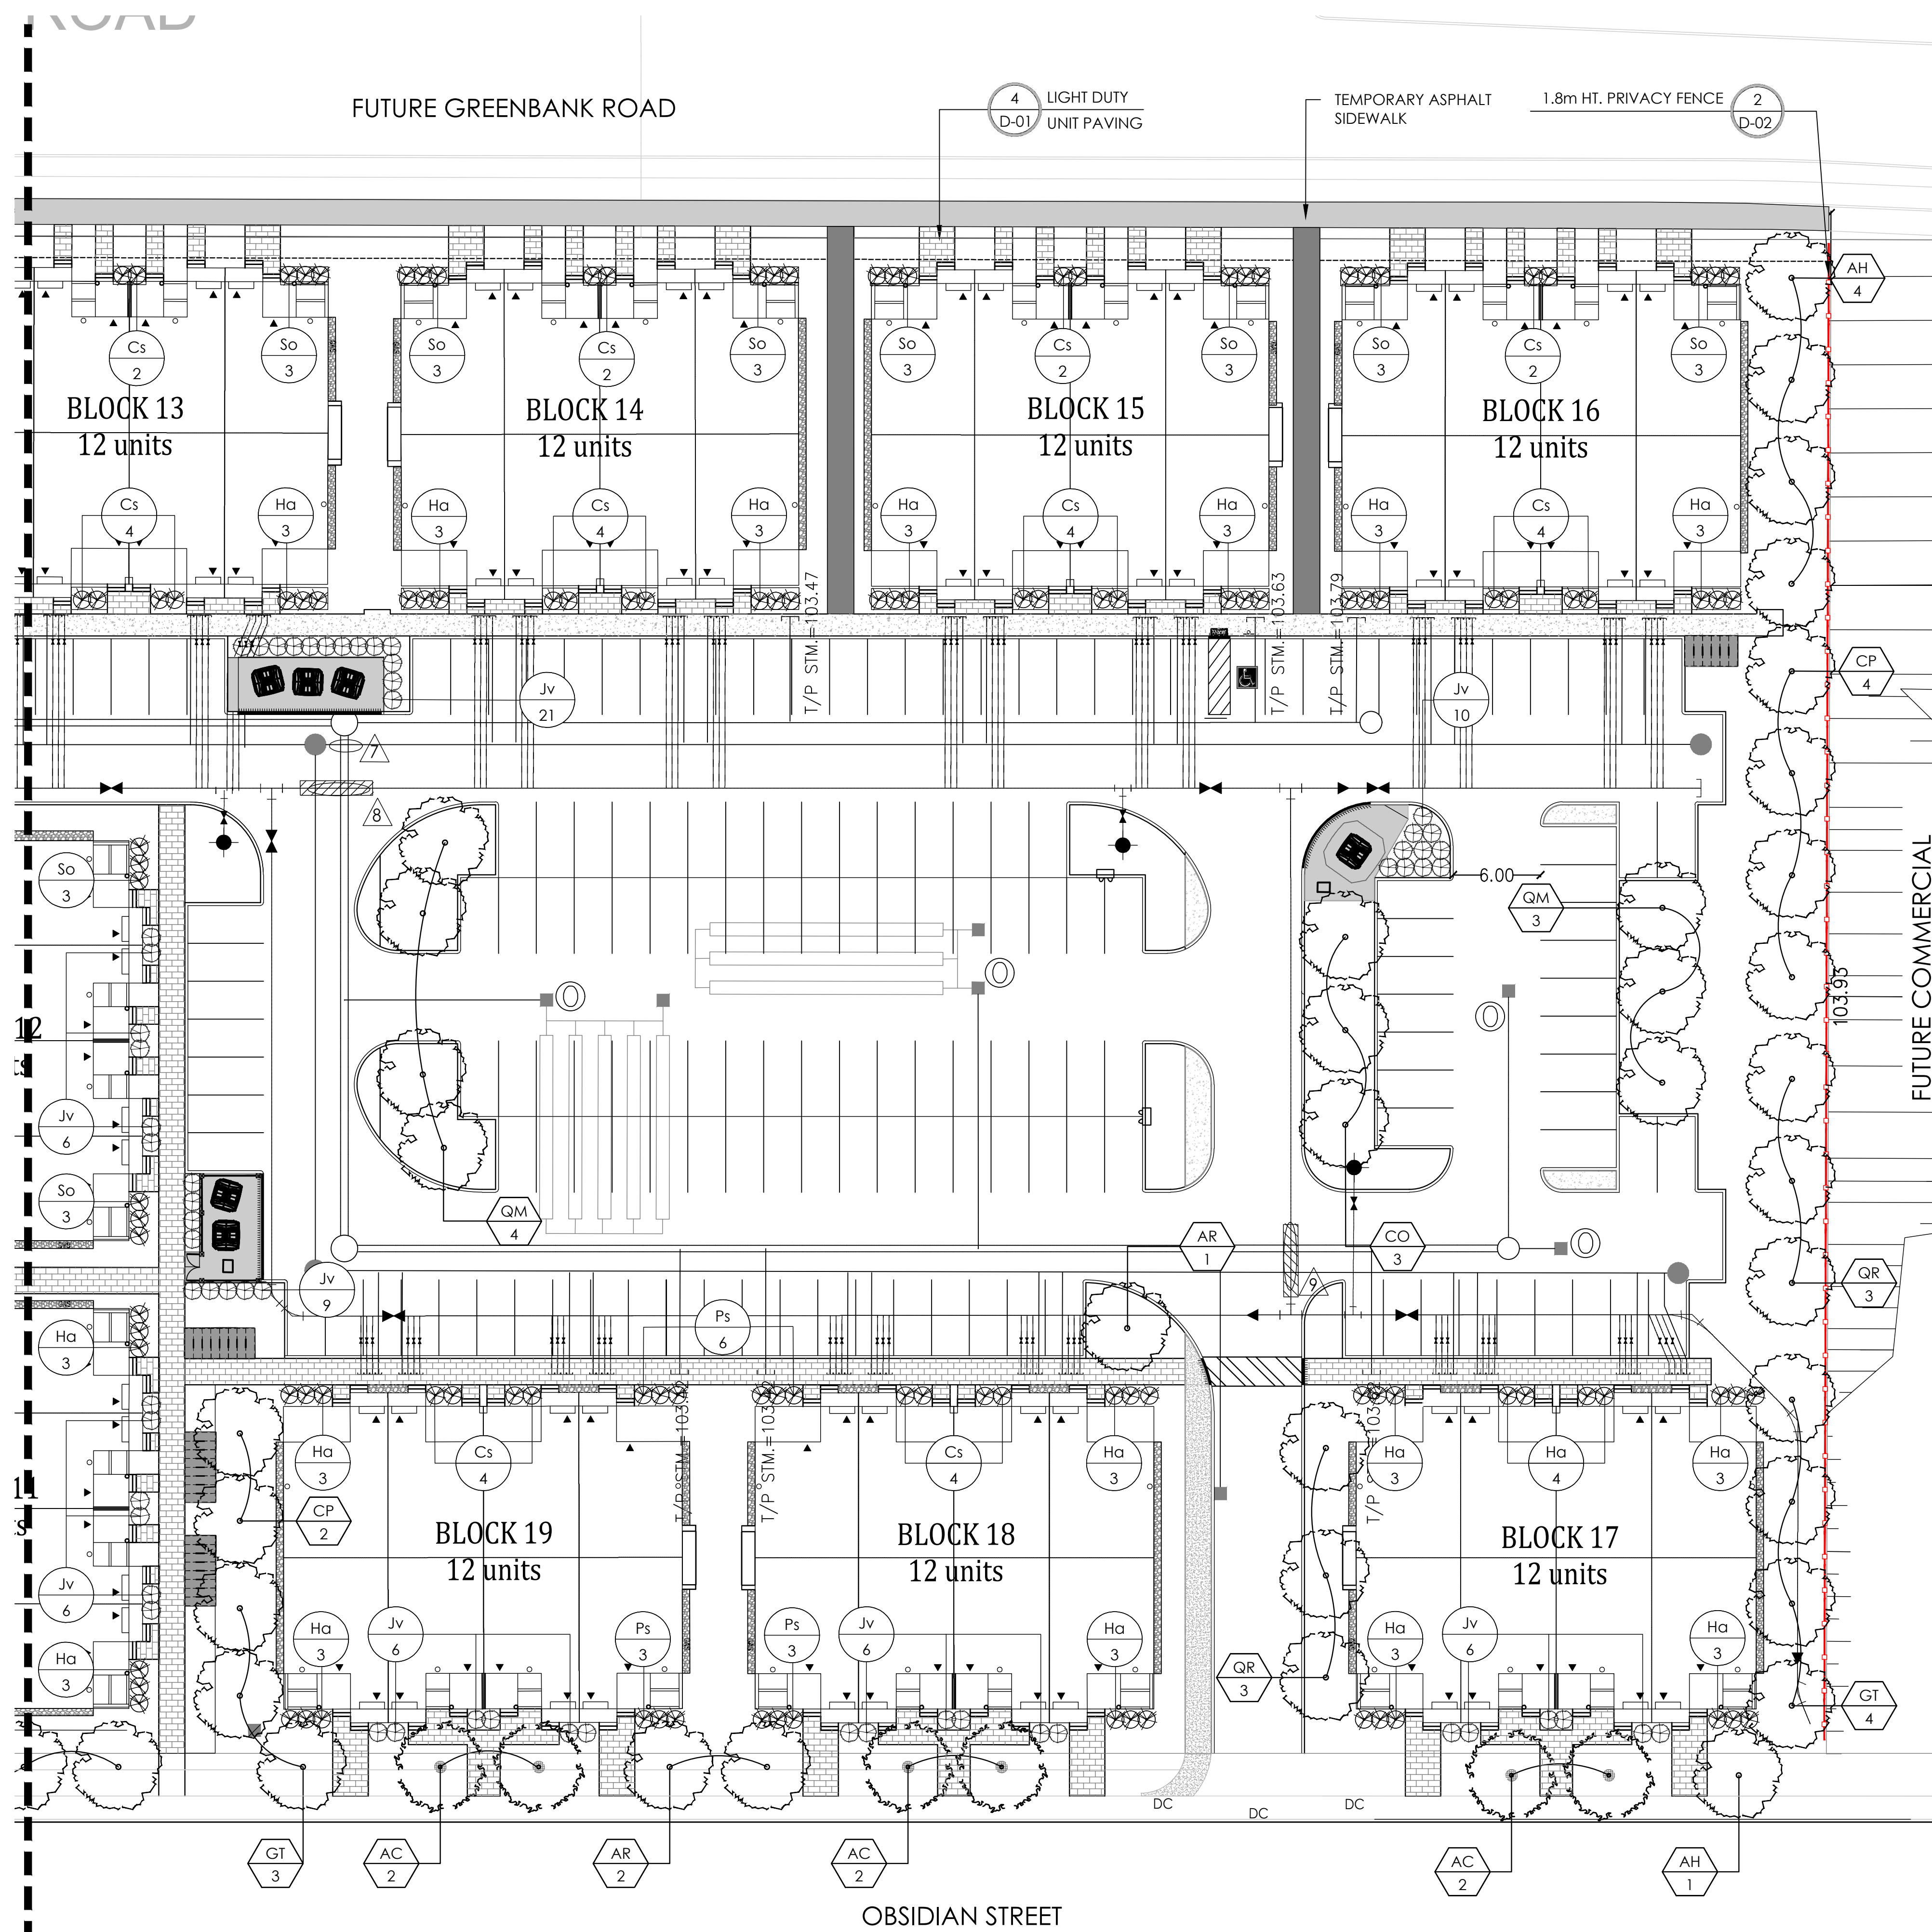 ROAD
FUTURE GREENBANK ROAD
4
D-01
LIGHT DUTY
UNIT PAVING
TEMPORARY ASPHALT
SIDEWALK
1.8m HT. PRIVACY FENCE
2
D-02
AH
4
Cs
2
So
3
So
3
Cs
2
So
3
So
3
Cs
2
So
3
So
3
Cs
2
So
3
BLOCK 13
12 units
BLOCK 14
12 units
BLOCK 15
12 units
BLOCK 16
12 units
Cs
4
Ha
3
Ha
3
Cs
4
Ha
3
Ha
3
Cs
4
Ha
3
Ha
3
Cs
4
Ha
3
T/P STM.=103.47
T/P STM.=103.63
T/P STM.=103.79
CP
4
Jv
21
Jv
10
7
8
So
3
6.00
QM
3
FUTURE COMMERCIAL
103.93
12
ts
Jv
6
So
3
QM
4
AR
1
CO
3
QR
3
Jv
9
9
Ps
6
Ha
3
Ha
3
Cs
4
T/P STM.=103.
T/P STM.=103.
Cs
4
Ha
3
T/P
=103.
Ha
3
Ha
4
Ha
3
11
ts
CP
2
BLOCK 19
12 units
BLOCK 18
12 units
BLOCK 17
12 units
Jv
6
Ha
3
Ha
3
Jv
6
Ps
3
Ps
3
Jv
6
Ha
3
QR
3
Ha
3
Jv
6
Ha
3
GT
4
DC
DC
DC
GT
3
AC
2
AR
2
AC
2
AC
2
AH
1
OBSIDIAN STREET